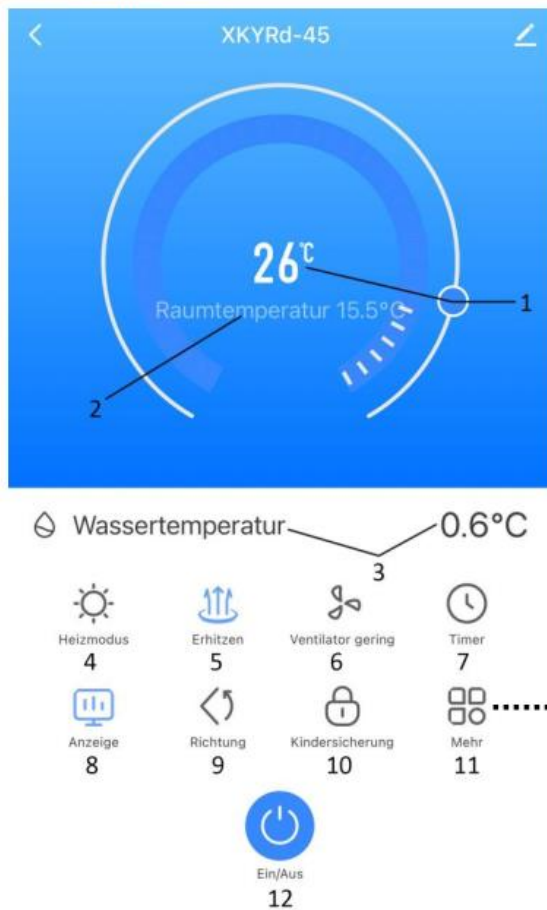 XKYRd-45
26°C
Raumtemperatur 15.5°C
1
2
Wassertemperatur 0.6°C
3
Heizmodus Erhitzen Ventilator gering Timer
4 5 6 7
Anzeige Richtung Kindersicherung Mehr
8 9 10 11
Ein/Aus
12